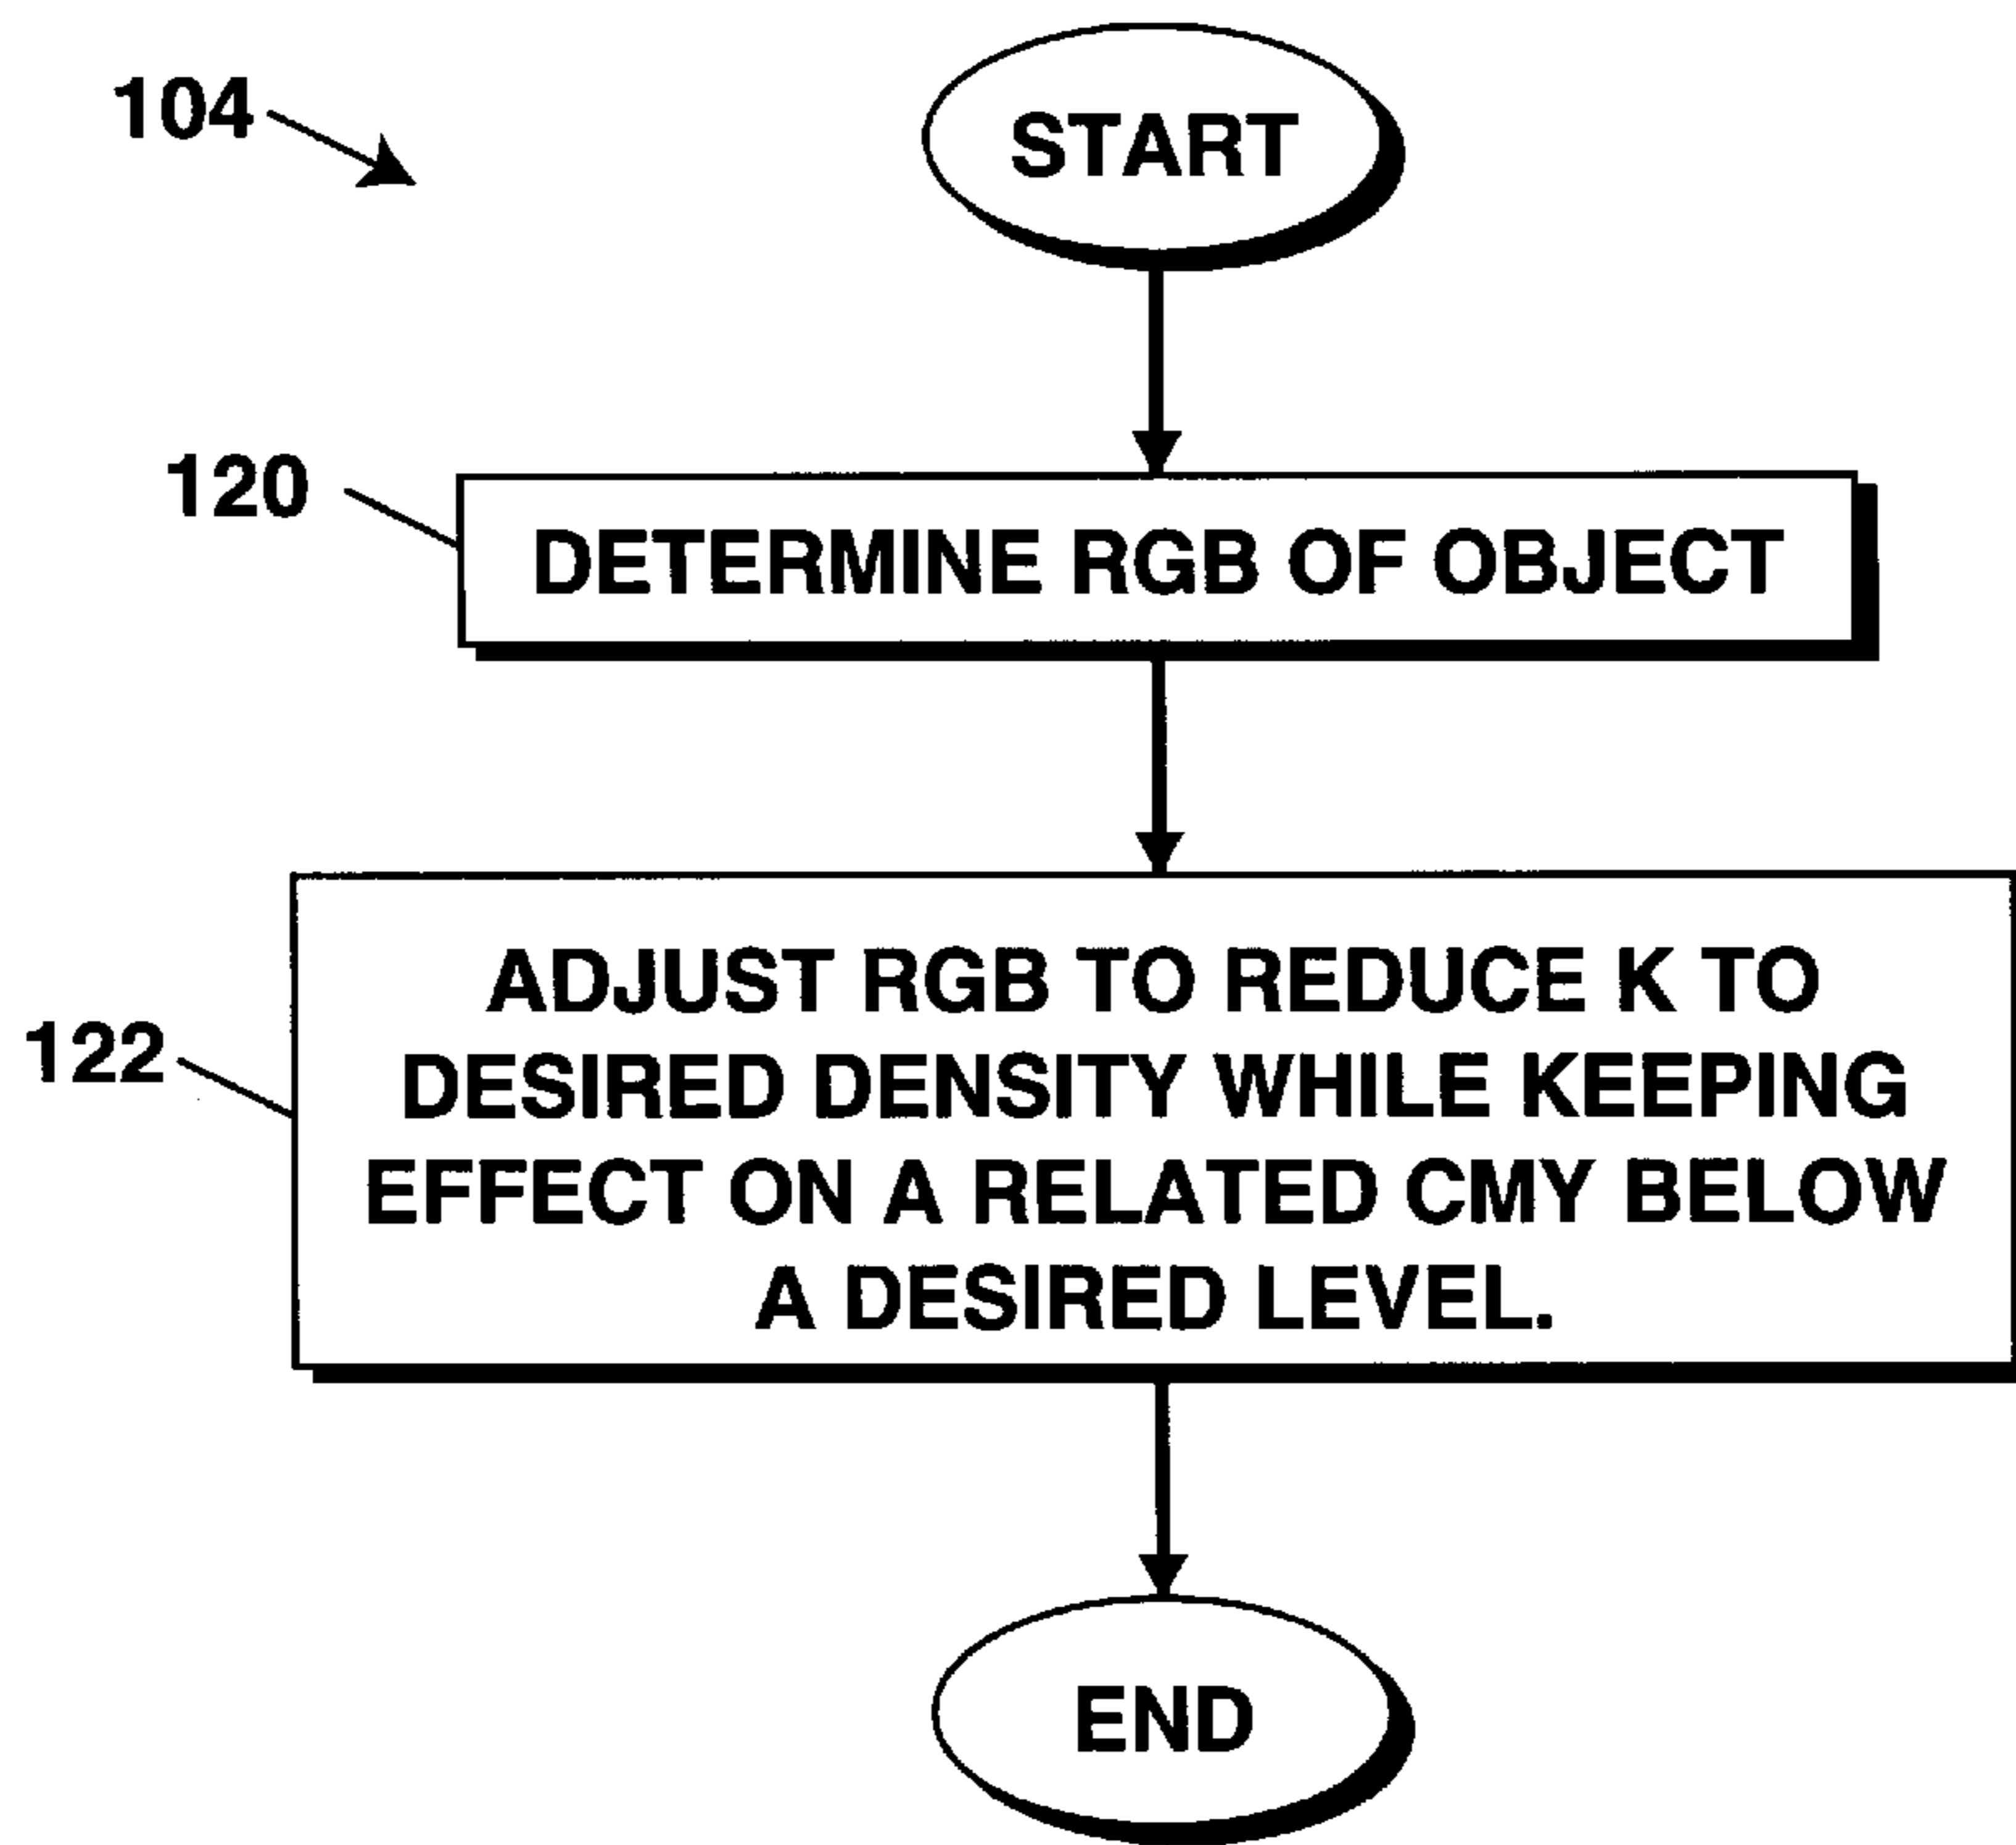 104
START
120
DETERMINE RGB OF OBJECT
122
ADJUST RGB TO REDUCE K TO
DESIRED DENSITY WHILE KEEPING
EFFECT ON A RELATED CMY BELOW
A DESIRED LEVEL.
END